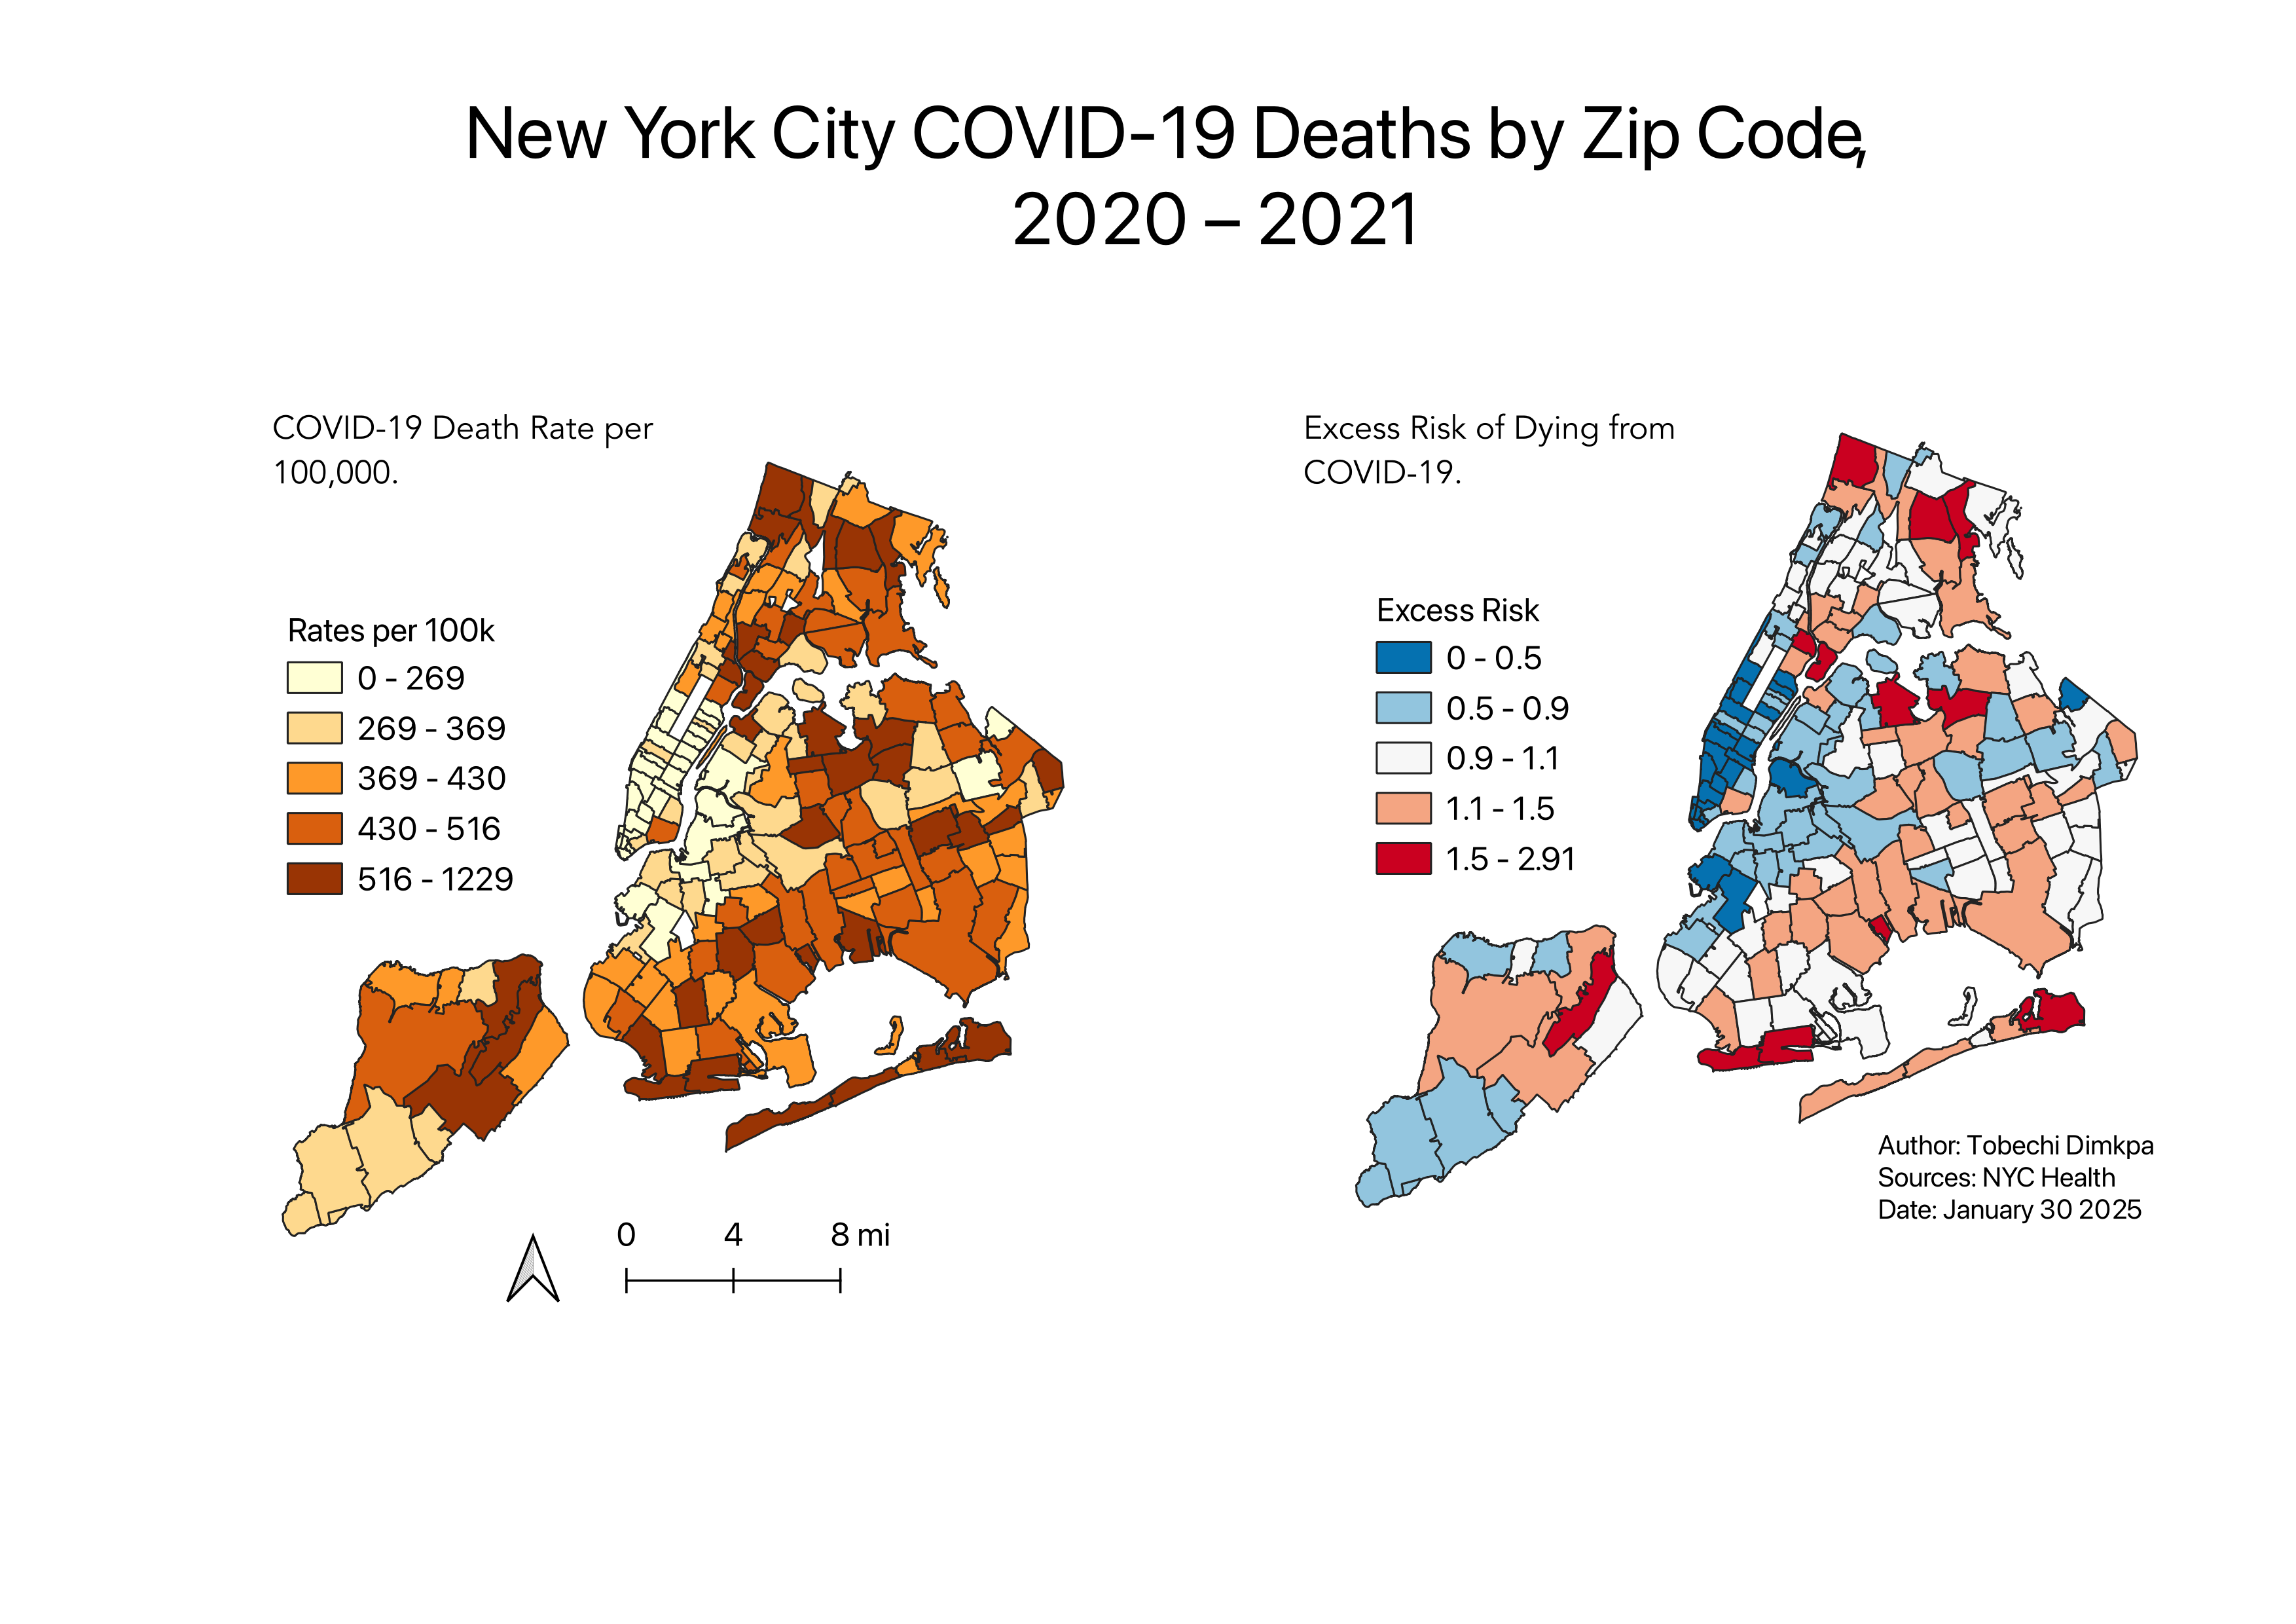 New York City COVID-19 Deaths by Zip Code,
2020 – 2021
COVID-19 Death Rate per
100,000.
Rates per 100k
0 - 269
269 - 369
369 - 430
430 - 516
516 - 1229
0 4 8 mi
Excess Risk of Dying from
COVID-19.
Excess Risk
0 - 0.5
0.5 - 0.9
0.9 - 1.1
1.1 - 1.5
1.5 - 2.91
Author: Tobechi Dimkpa
Sources: NYC Health
Date: January 30 2025